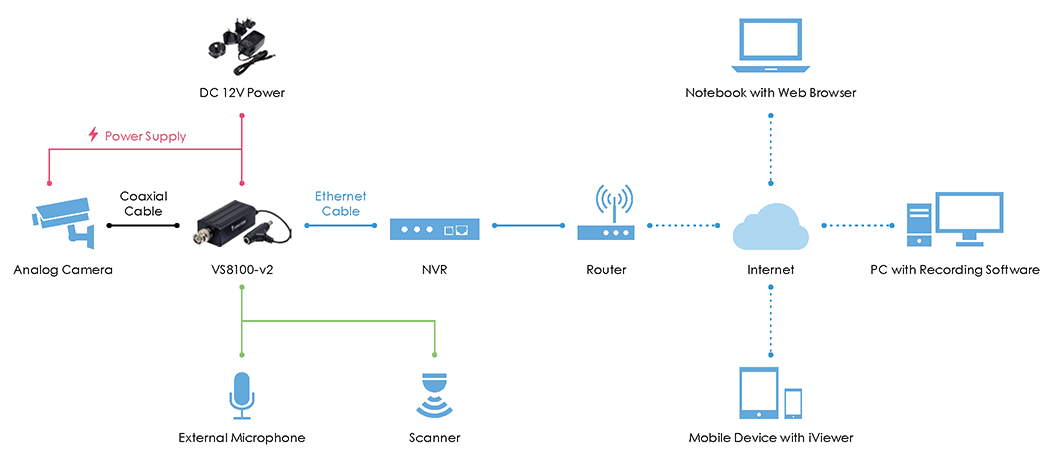 DC 12V Power
Notebook with Web Browser
Power Supply
Coaxial
Cable
Ethernet
Cable
Analog Camera
VS8100-v2
NVR
Router
Internet
PC with Recording Software
External Microphone
Scanner
Mobile Device with iViewer